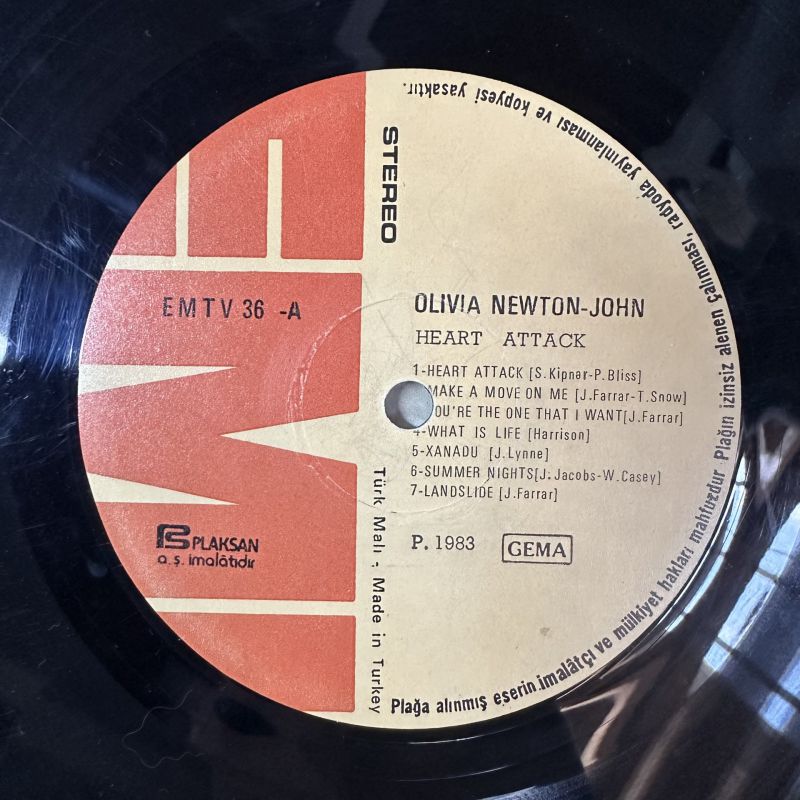 EMI
STEREO
EMTV 36 -A
OLIVIA NEWTON-JOHN
HEART ATTACK
1-HEART ATTACK [S.Kipner-P.Bliss]
MAKE A MOVE ON ME [J.Farrar-T.Snow]
YOU'RE THE ONE THAT I WANT[J.Farrar]
4-WHAT IS LIFE [Harrison]
5-XANADU [J.Lynne]
6-SUMMER NIGHTS[J.Jacobs-W.Casey]
7-LANDSLIDE [J.Farrar]
P. 1983 GEMA
PS PLAKSAN
a.ş. imalâtıdır
Türk Malı - Made in Turkey
Plağa alınmış eserin imalâtçı ve mülkiyet hakları mahfuzdur Plağın izinsiz alenen çalınması, radyoda yayınlanması ve kopyesi yasaktır.